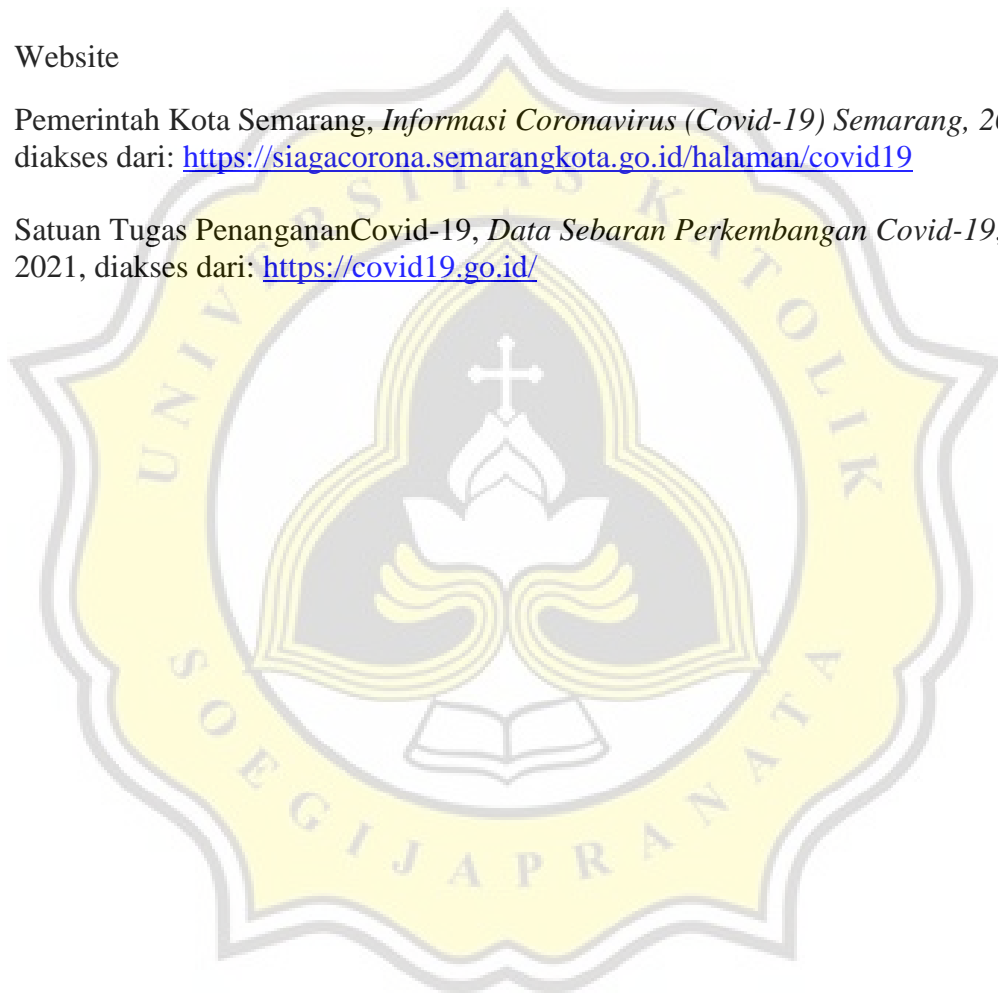 Website
Pemerintah Kota Semarang, Informasi Coronavirus (Covid-19) Semarang, 20
diakses dari: https://siagacorona.semarangkota.go.id/halaman/covid19
Satuan Tugas PenangananCovid-19, Data Sebaran Perkembangan Covid-19,
2021, diakses dari: https://covid19.go.id/
UNIVERSITAS KATOLIK
SOEGIJAPRANATA